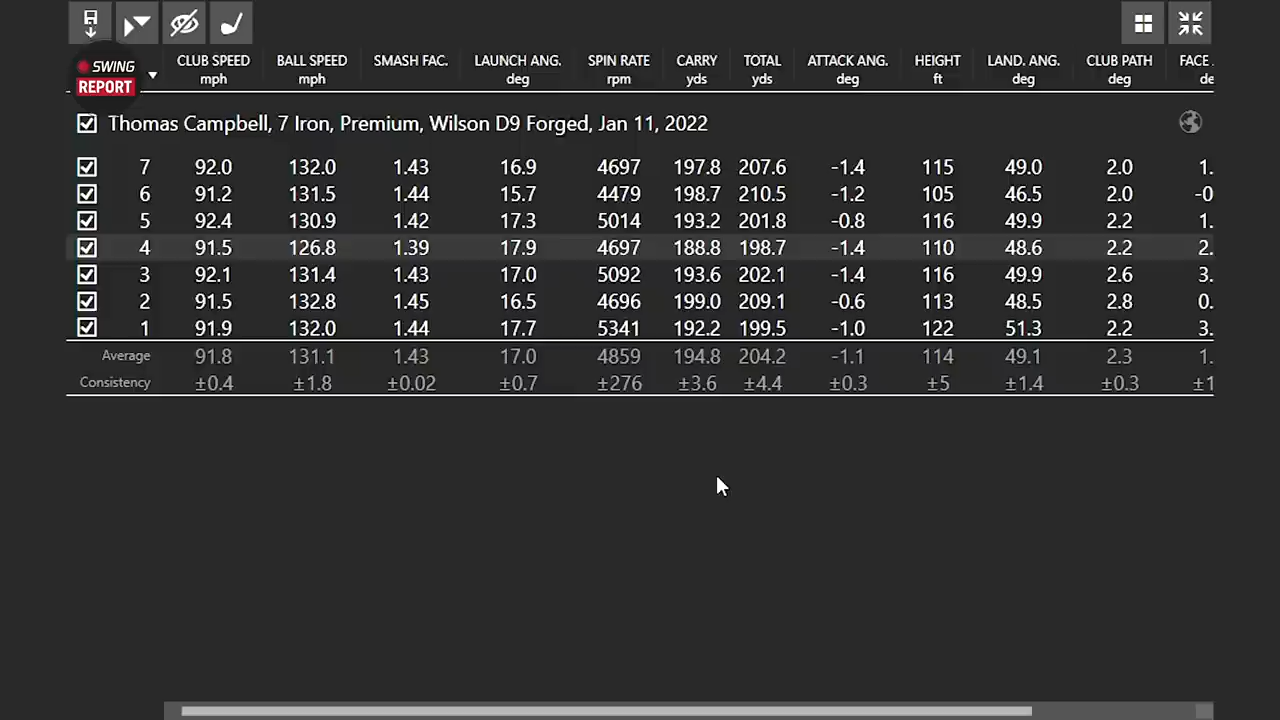 SWING REPORT
CLUB SPEED mph BALL SPEED mph SMASH FAC. LAUNCH ANG. deg SPIN RATE rpm CARRY yds TOTAL yds ATTACK ANG. deg HEIGHT ft LAND. ANG. deg CLUB PATH deg FACE de
Thomas Campbell, 7 Iron, Premium, Wilson D9 Forged, Jan 11, 2022
7 92.0 132.0 1.43 16.9 4697 197.8 207.6 -1.4 115 49.0 2.0 1.
6 91.2 131.5 1.44 15.7 4479 198.7 210.5 -1.2 105 46.5 2.0 -0
5 92.4 130.9 1.42 17.3 5014 193.2 201.8 -0.8 116 49.9 2.2 1.
4 91.5 126.8 1.39 17.9 4697 188.8 198.7 -1.4 110 48.6 2.2 2.
3 92.1 131.4 1.43 17.0 5092 193.6 202.1 -1.4 116 49.9 2.6 3.
2 91.5 132.8 1.45 16.5 4696 199.0 209.1 -0.6 113 48.5 2.8 0.
1 91.9 132.0 1.44 17.7 5341 192.2 199.5 -1.0 122 51.3 2.2 3.
Average 91.8 131.1 1.43 17.0 4859 194.8 204.2 -1.1 114 49.1 2.3 1.
Consistency ±0.4 ±1.8 ±0.02 ±0.7 ±276 ±3.6 ±4.4 ±0.3 ±5 ±1.4 ±0.3 ±1